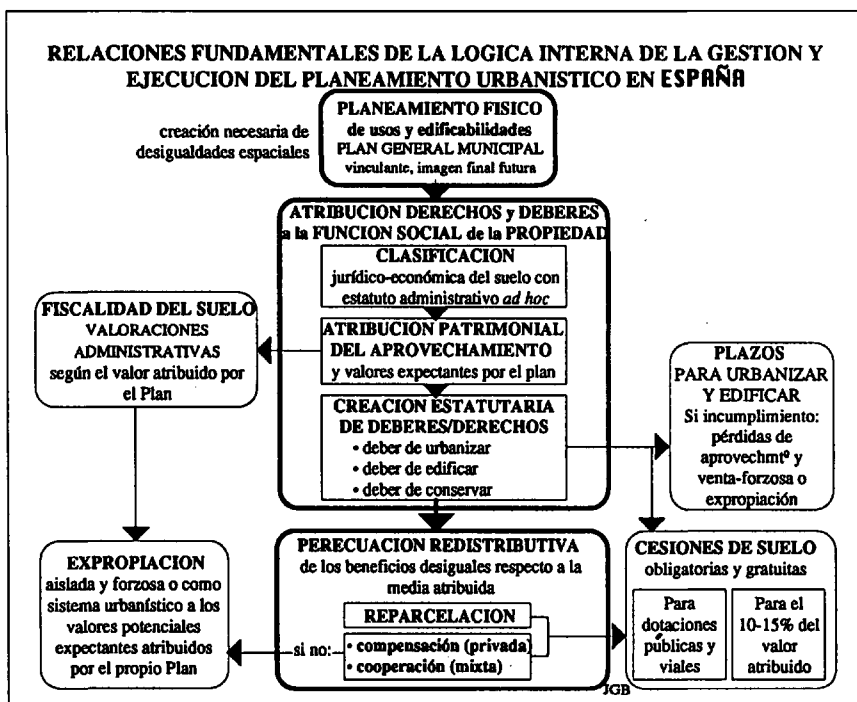 RELACIONES FUNDAMENTALES DE LA LOGICA INTERNA DE LA GESTION Y
EJECUCION DEL PLANEAMIENTO URBANISTICO EN ESPAÑA
creación necesaria de
desigualdades espaciales
PLANEAMIENTO FISICO
de usos y edificabilidades
PLAN GENERAL MUNICIPAL
vinculante, imagen final futura
ATRIBUCION DERECHOS y DEBERES
a la FUNCION SOCIAL de la PROPIEDAD
CLASIFICACION
jurídico-económica del suelo con
estatuto administrativo ad hoc
ATRIBUCION PATRIMONIAL
DEL APROVECHAMIENTO
y valores expectantes por el plan
CREACION ESTATUTARIA
DE DEBERES/DERECHOS
• deber de urbanizar
• deber de edificar
• deber de conservar
FISCALIDAD DEL SUELO
VALORACIONES
ADMINISTRATIVAS
según el valor atribuido por
el Plan
PLAZOS
PARA URBANIZAR
Y EDIFICAR
Si incumplimiento:
pérdidas de
aprovechmtº y
venta-forzosa o
expropiación
EXPROPIACION
aislada y forzosa o como
sistema urbanístico a los
valores potenciales
expectantes atribuidos
por el propio Plan
PERECUACION REDISTRIBUTIVA
de los beneficios desiguales respecto a la
media atribuida
REPARCELACION
si no:
• compensación (privada)
• cooperación (mixta)
CESIONES DE SUELO
obligatorias y gratuitas
Para
dotaciones
públicas y
viales
Para el
10-15% del
valor
atribuido
JGB